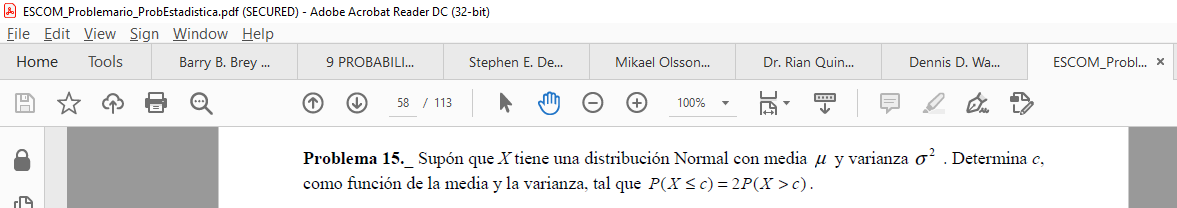 ESCOM_Problemario_ProbEstadistica.pdf (SECURED) - Adobe Acrobat Reader DC (32-bit)
File Edit View Sign Window Help
Home Tools Barry B. Brey ... 9 PROBABILI... Stephen E. De... Mikael Olsson... Dr. Rian Quin... Dennis D. Wa... ESCOM_Probl... ×
58 / 113 100%
Problema 15._ Supón que X tiene una distribución Normal con media μ y varianza σ² . Determina c,
como función de la media y la varianza, tal que P(X ≤ c) = 2P(X > c) .